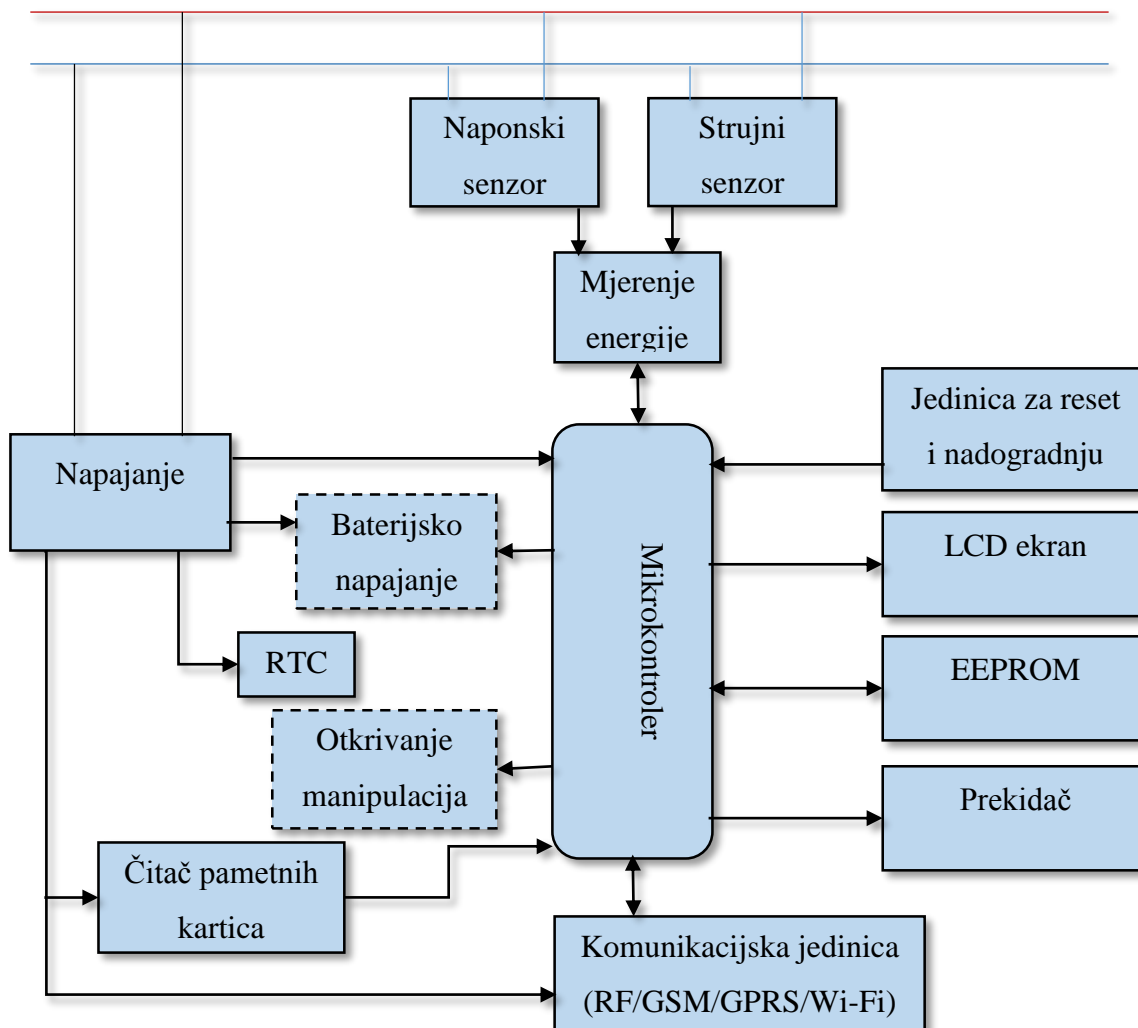 Naponski
senzor
Strujni
senzor
Mjerenje
energije
Jedinica za reset
i nadogradnju
Napajanje
Baterijsko
napajanje
Mikrokontroler
LCD ekran
RTC
EEPROM
Otkrivanje
manipulacija
Prekidač
Čitač pametnih
kartica
Komunikacijska jedinica
(RF/GSM/GPRS/Wi-Fi)